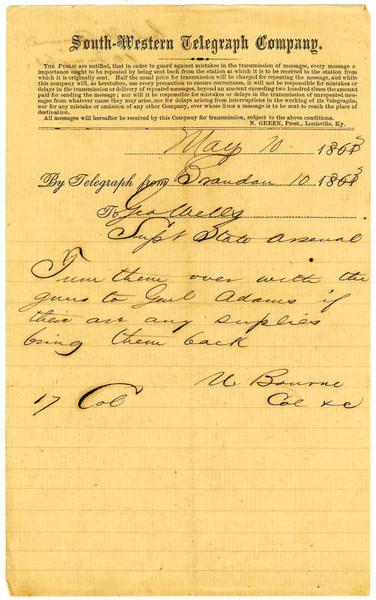 South-Western Telegraph Company.
THE PUBLIC are notified, that in order to guard against mistakes in the transmission of messages, every message of
importance ought to be repeated by being sent back from the station at which it is to be received to the station from
which it is originally sent. Half the usual price for transmission will be charged for repeating the message, and while
this company will, as heretofore, use every precaution to ensure correctness, it will not be responsible for mistakes or
delays in the transmission or delivery of repeated messages, beyond an amount exceeding two hundred times the amount
paid for sending the message; nor will it be responsible for mistakes or delays in the transmission of unrepeated mes-
sages from whatever cause they may arise, nor for delays arising from interruptions in the working of its Telegraphs,
nor for any mistake or omission of any other Company, over whose lines a message is to be sent to reach the place of
destination.
All messages will hereafter be received by this Company for transmission, subject to the above conditions.
N. GREEN, Prest., Louisville, Ky.
May 10 1863
By Telegraph from Brandon 10 1863
To Geo Wells
Supt State Arsenal
Turn them over with the
guns to Genl Adams if
their are any supplies
bring them back
W Bourne
17 Col Col &c